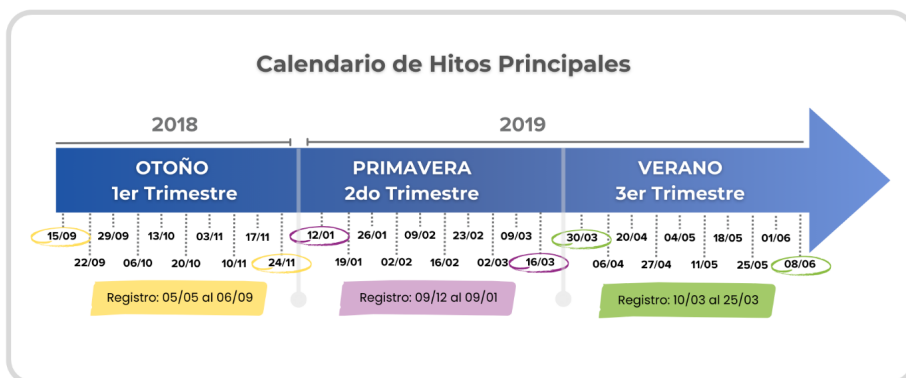 Calendario de Hitos Principales
2018
2019
OTOÑO
1er Trimestre
PRIMAVERA
2do Trimestre
VERANO
3er Trimestre
15/09 29/09 13/10 03/11 17/11 12/01 26/01 09/02 23/02 09/03 30/03 20/04 04/05 18/05 01/06
22/09 06/10 20/10 10/11 24/11 19/01 02/02 16/02 02/03 16/03 06/04 27/04 11/05 25/05 08/06
Registro: 05/05 al 06/09
Registro: 09/12 al 09/01
Registro: 10/03 al 25/03